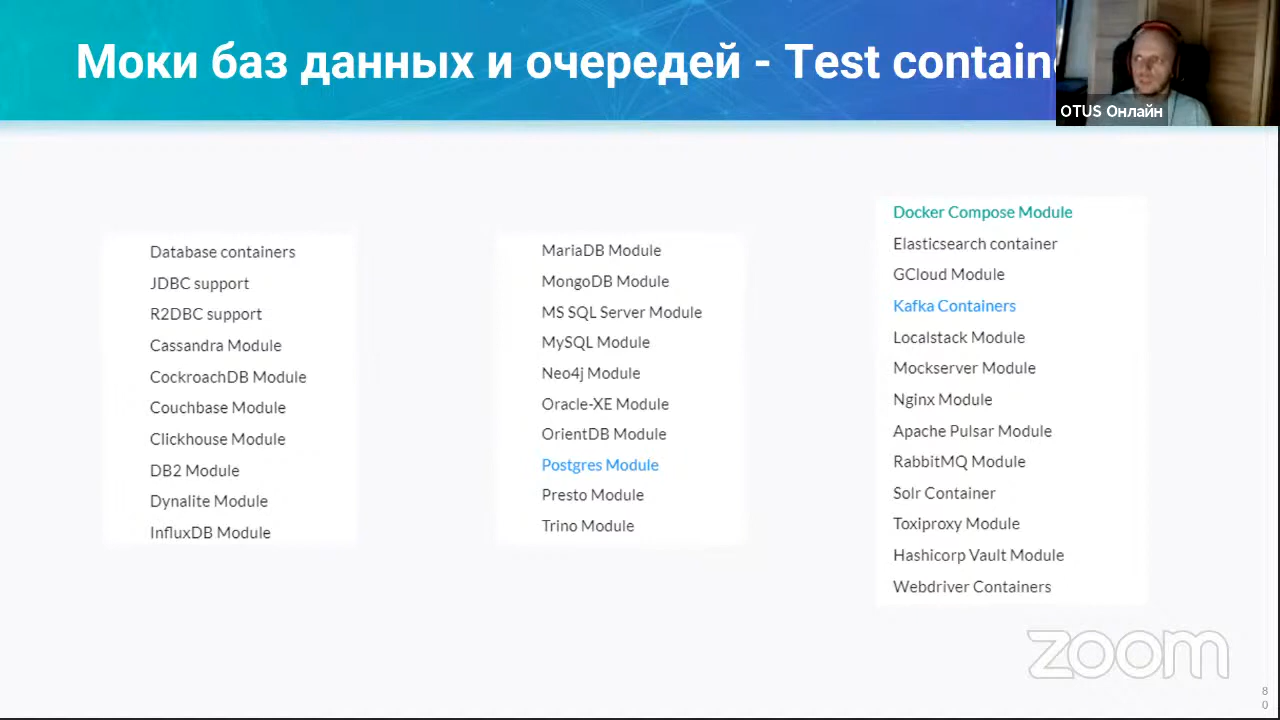 Моки баз данных и очередей - Test contain
OTUS Онлайн
Database containers
JDBC support
R2DBC support
Cassandra Module
CockroachDB Module
Couchbase Module
Clickhouse Module
DB2 Module
Dynalite Module
InfluxDB Module
MariaDB Module
MongoDB Module
MS SQL Server Module
MySQL Module
Neo4j Module
Oracle-XE Module
OrientDB Module
Postgres Module
Presto Module
Trino Module
Docker Compose Module
Elasticsearch container
GCloud Module
Kafka Containers
Localstack Module
Mockserver Module
Nginx Module
Apache Pulsar Module
RabbitMQ Module
Solr Container
Toxiproxy Module
Hashicorp Vault Module
Webdriver Containers
zoom
8
0